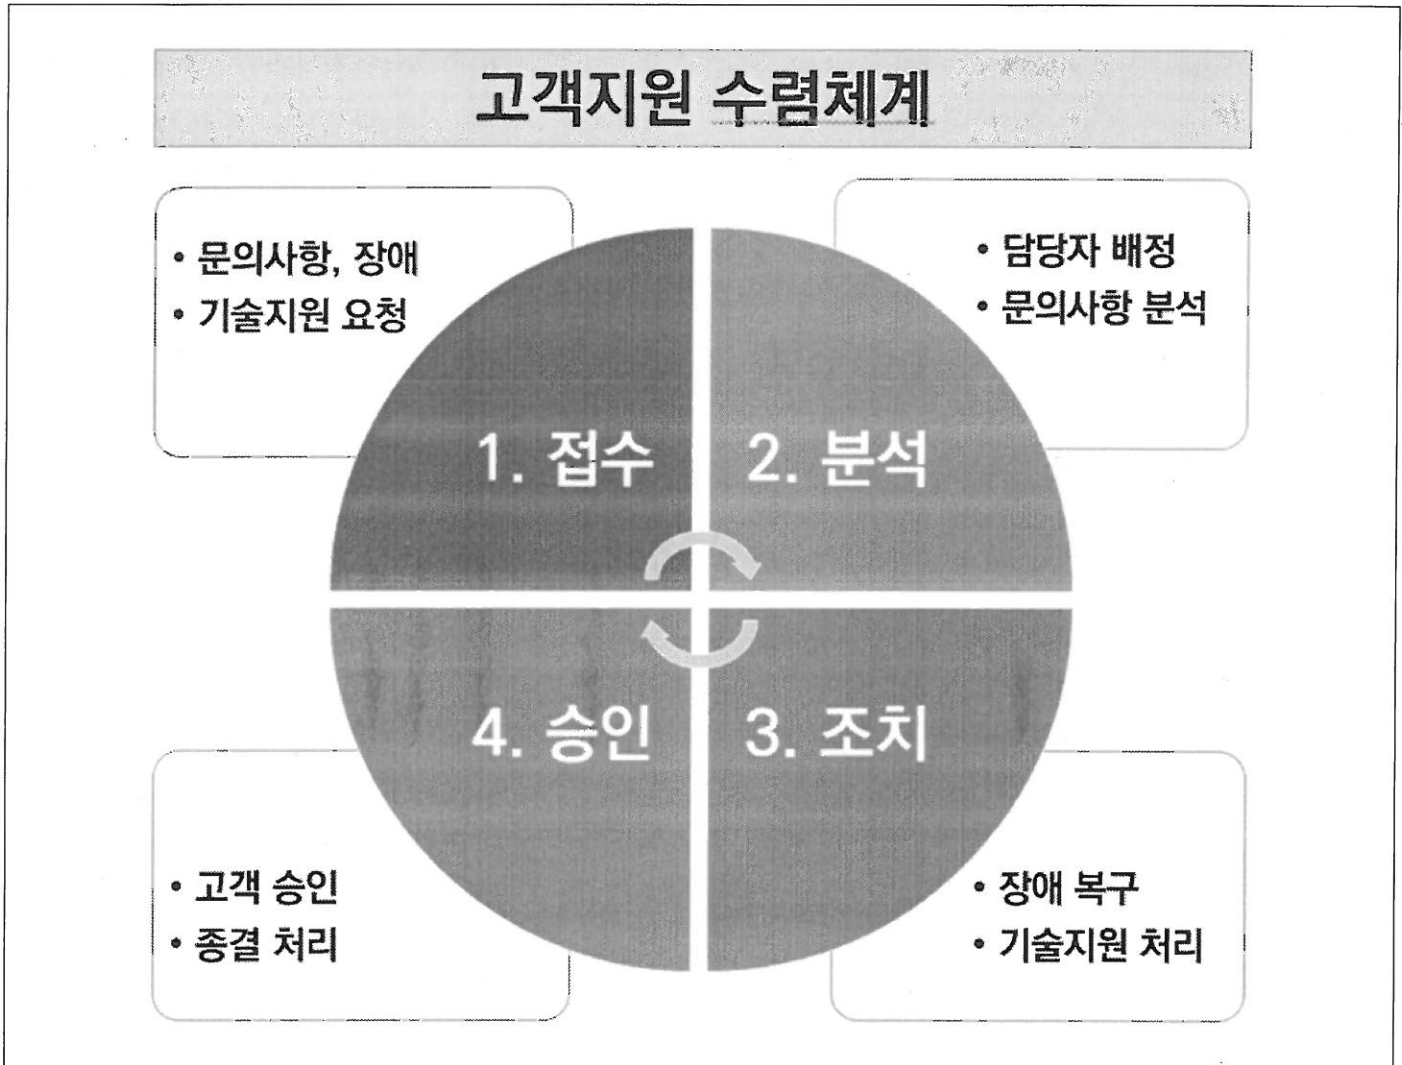 고객지원 수렴체계
• 문의사항, 장애
• 기술지원 요청
• 담당자 배정
• 문의사항 분석
1. 접수
2. 분석
4. 승인
3. 조치
• 고객 승인
• 종결 처리
• 장애 복구
• 기술지원 처리